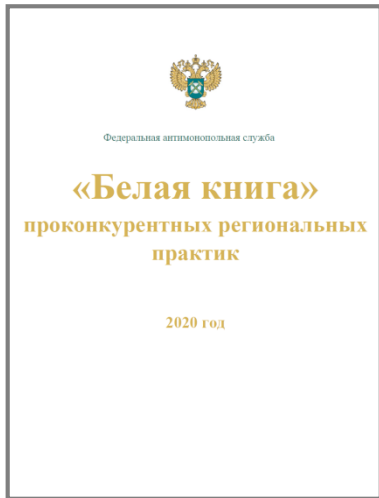 Федеральная антимонопольная служба
«Белая книга»
проконкурентных региональных
практик
2020 год